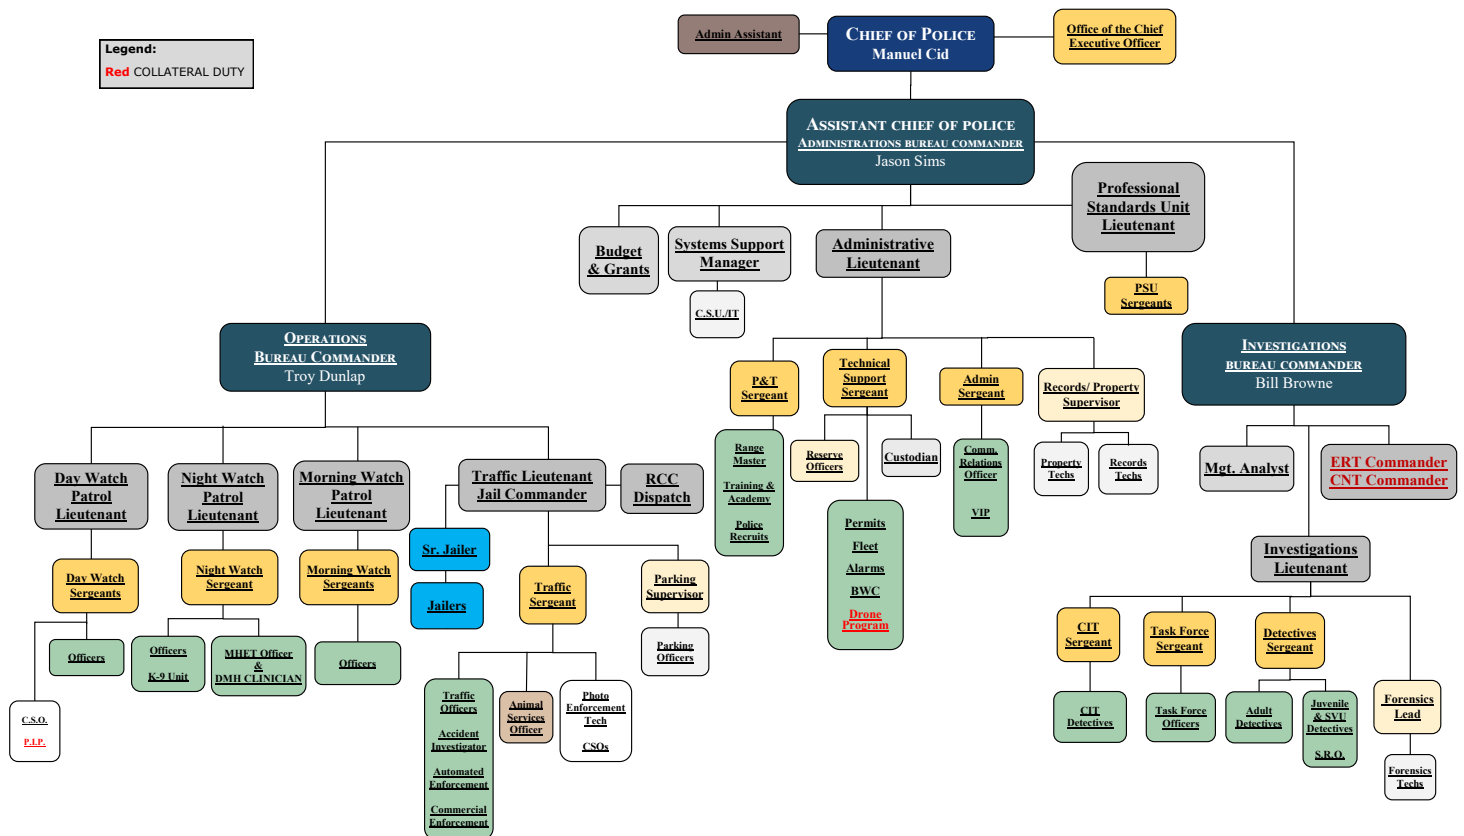 Legend:
Red COLLATERAL DUTY
Admin Assistant
CHIEF OF POLICE
Manuel Cid
Office of the Chief
Executive Officer
ASSISTANT CHIEF OF POLICE
ADMINISTRATIONS BUREAU COMMANDER
Jason Sims
Professional
Standards Unit
Lieutenant
PSU
Sergeants
Budget
& Grants
Systems Support
Manager
C.S.U./IT
Administrative
Lieutenant
OPERATIONS
BUREAU COMMANDER
Troy Dunlap
INVESTIGATIONS
BUREAU COMMANDER
Bill Browne
P&T
Sergeant
Range
Master
Training &
Academy
Police
Recruits
Technical
Support
Sergeant
Reserve
Officers
Custodian
Permits
Fleet
Alarms
BWC
Drone
Program
Admin
Sergeant
Comm.
Relations
Officer
VIP
Records/ Property
Supervisor
Property
Techs
Records
Techs
Day Watch
Patrol
Lieutenant
Day Watch
Sergeants
Officers
C.S.O.
P.I.P.
Night Watch
Patrol
Lieutenant
Night Watch
Sergeant
Officers
K-9 Unit
MHET Officer
&
DMH CLINICIAN
Morning Watch
Patrol
Lieutenant
Morning Watch
Sergeants
Officers
Traffic Lieutenant
Jail Commander
RCC
Dispatch
Sr. Jailer
Jailers
Traffic
Sergeant
Parking
Supervisor
Parking
Officers
Traffic
Officers
Accident
Investigator
Automated
Enforcement
Commercial
Enforcement
Animal
Services
Officer
Photo
Enforcement
Tech
CSOs
Mgt. Analyst
ERT Commander
CNT Commander
Investigations
Lieutenant
CIT
Sergeant
CIT
Detectives
Task Force
Sergeant
Task Force
Officers
Detectives
Sergeant
Adult
Detectives
Juvenile
& SVU
Detectives
S.R.O.
Forensics
Lead
Forensics
Techs